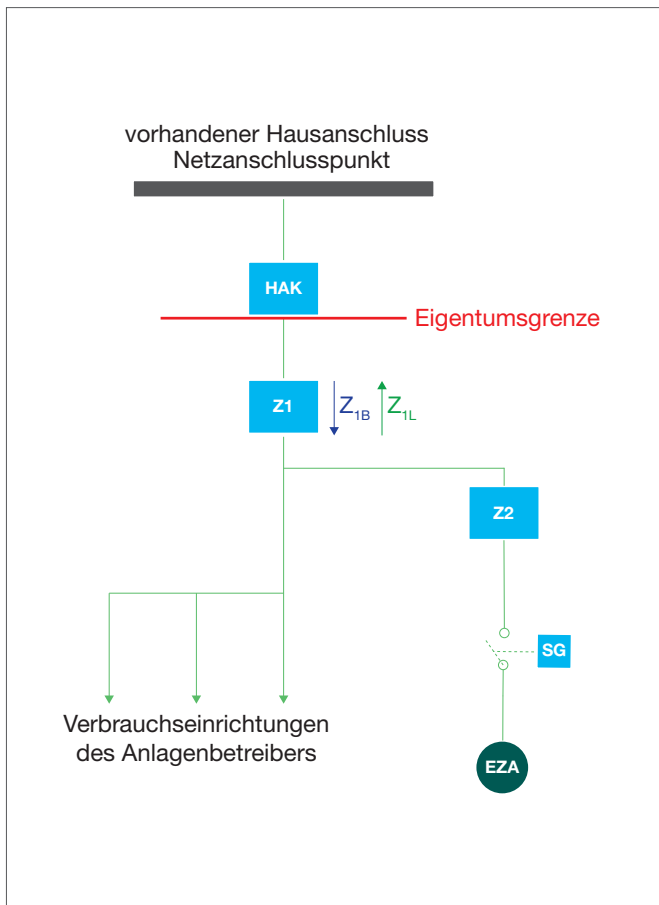 vorhandener Hausanschluss
Netzanschlusspunkt
HAK
Eigentumsgrenze
Z1
Z1B
Z1L
Z2
SG
Verbrauchseinrichtungen
des Anlagenbetreibers
EZA